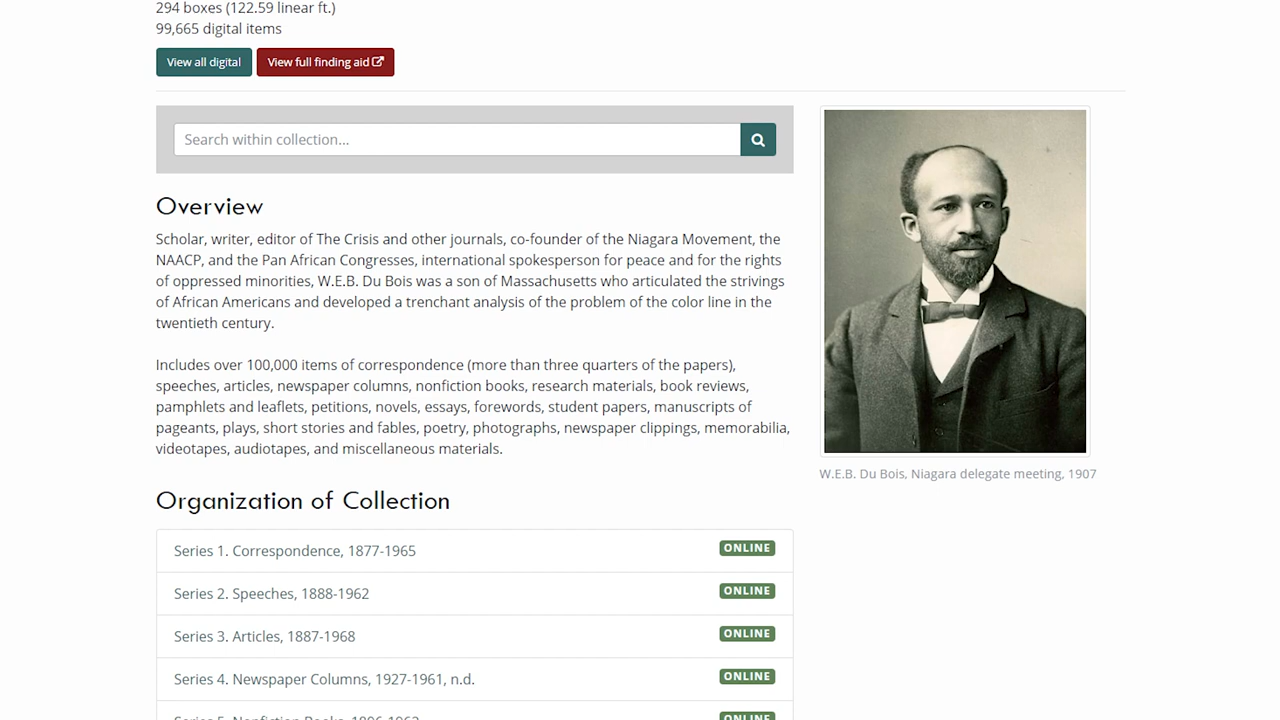 294 boxes (122.59 linear ft.)
99,665 digital items
View all digital
View full finding aid
Search within collection...
Overview
Scholar, writer, editor of The Crisis and other journals, co-founder of the Niagara Movement, the
NAACP, and the Pan African Congresses, international spokesperson for peace and for the rights
of oppressed minorities, W.E.B. Du Bois was a son of Massachusetts who articulated the strivings
of African Americans and developed a trenchant analysis of the problem of the color line in the
twentieth century.
Includes over 100,000 items of correspondence (more than three quarters of the papers),
speeches, articles, newspaper columns, nonfiction books, research materials, book reviews,
pamphlets and leaflets, petitions, novels, essays, forewords, student papers, manuscripts of
pageants, plays, short stories and fables, poetry, photographs, newspaper clippings, memorabilia,
videotapes, audiotapes, and miscellaneous materials.
W.E.B. Du Bois, Niagara delegate meeting, 1907
Organization of Collection
Series 1. Correspondence, 1877-1965 ONLINE
Series 2. Speeches, 1888-1962 ONLINE
Series 3. Articles, 1887-1968 ONLINE
Series 4. Newspaper Columns, 1927-1961, n.d. ONLINE
Series 5. Nonfiction Books, 1896-1962 ONLINE